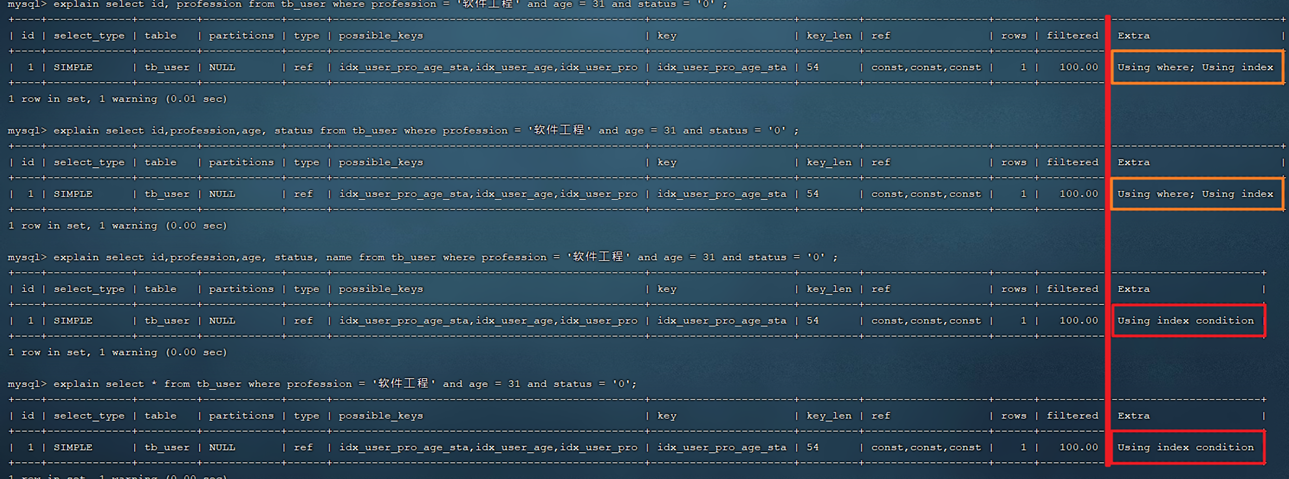 mysql> explain select id, profession from tb_user where profession = '软件工程' and age = 31 and status = '0' ;
+----+-------------+---------+------------+------+---------------------------------------------+----------------------+---------+-------------------+------+----------+--------------------------+
| id | select_type | table | partitions | type | possible_keys | key | key_len | ref | rows | filtered | Extra |
| 1 | SIMPLE | tb_user | NULL | ref | idx_user_pro_age_sta,idx_user_age,idx_user_pro | idx_user_pro_age_sta | 54 | const,const,const | 1 | 100.00 | Using where; Using index
1 row in set, 1 warning (0.01 sec)
mysql> explain select id,profession,age, status from tb_user where profession = '软件工程' and age = 31 and status = '0' ;
| id | select_type | table | partitions | type | possible_keys | key | key_len | ref | rows | filtered | Extra |
| 1 | SIMPLE | tb_user | NULL | ref | idx_user_pro_age_sta,idx_user_age,idx_user_pro | idx_user_pro_age_sta | 54 | const,const,const | 1 | 100.00 | Using where; Using index
1 row in set, 1 warning (0.00 sec)
mysql> explain select id,profession,age, status, name from tb_user where profession = '软件工程' and age = 31 and status = '0' ;
| id | select_type | table | partitions | type | possible_keys | key | key_len | ref | rows | filtered | Extra |
| 1 | SIMPLE | tb_user | NULL | ref | idx_user_pro_age_sta,idx_user_age,idx_user_pro | idx_user_pro_age_sta | 54 | const,const,const | 1 | 100.00 | Using index condition
1 row in set, 1 warning (0.00 sec)
mysql> explain select * from tb_user where profession = '软件工程' and age = 31 and status = '0';
| id | select_type | table | partitions | type | possible_keys | key | key_len | ref | rows | filtered | Extra |
| 1 | SIMPLE | tb_user | NULL | ref | idx_user_pro_age_sta,idx_user_age,idx_user_pro | idx_user_pro_age_sta | 54 | const,const,const | 1 | 100.00 | Using index condition
1 row in set, 1 warning (0.00 sec)